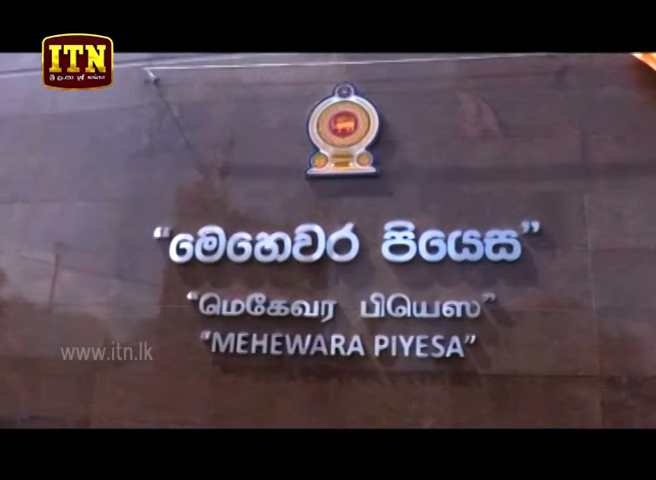 ITN
"මෙහෙවර පියෙස"
"மெகேவர பியெஸ"
"MEHEWARA PIYESA"
www.itn.lk